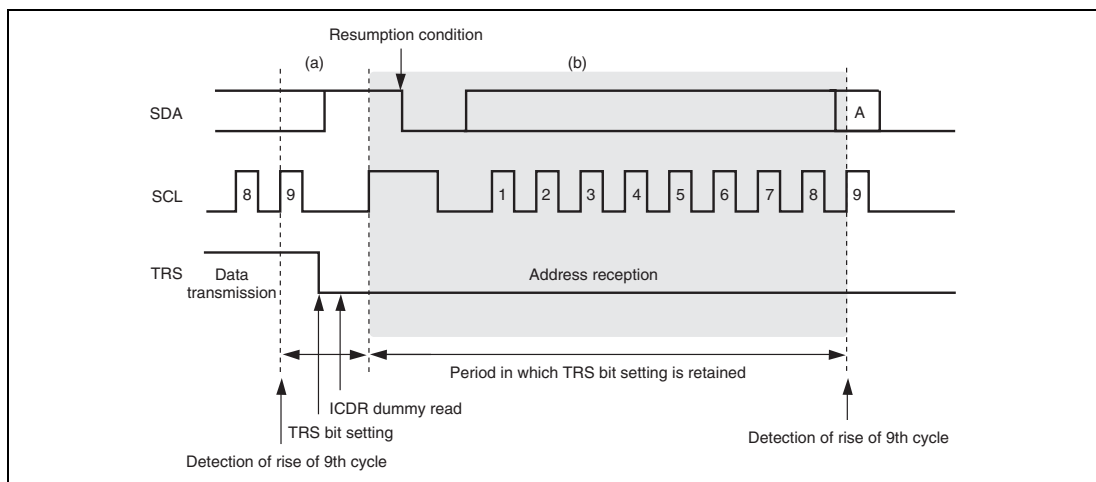 Resumption condition
(a)
(b)
SDA
A
SCL
8
9
1
2
3
4
5
6
7
8
9
TRS
Data
transmission
Address reception
Period in which TRS bit setting is retained
ICDR dummy read
TRS bit setting
Detection of rise of 9th cycle
Detection of rise of 9th cycle